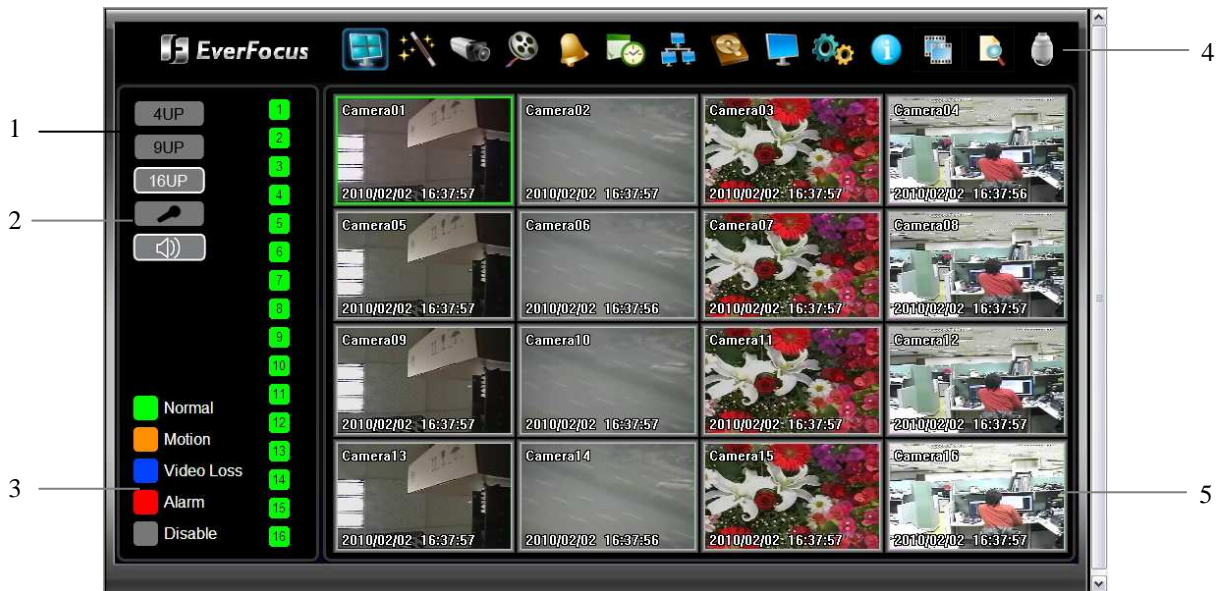 EverFocus
4
1
4UP
9UP
16UP
2
1
2
3
4
5
6
7
8
9
10
11
12
13
14
15
16
3
Normal
Motion
Video Loss
Alarm
Disable
Camera01
2010/02/02 16:37:57
Camera02
2010/02/02 16:37:57
Camera03
2010/02/02 16:37:57
Camera04
2010/02/02 16:37:56
Camera05
2010/02/02 16:37:57
Camera06
2010/02/02 16:37:56
Camera07
2010/02/02 16:37:57
Camera08
2010/02/02 16:37:57
Camera09
2010/02/02 16:37:57
Camera10
2010/02/02 16:37:57
Camera11
2010/02/02 16:37:57
Camera12
2010/02/02 16:37:57
Camera13
2010/02/02 16:37:57
Camera14
2010/02/02 16:37:56
Camera15
2010/02/02 16:37:57
Camera16
2010/02/02 16:37:57
5